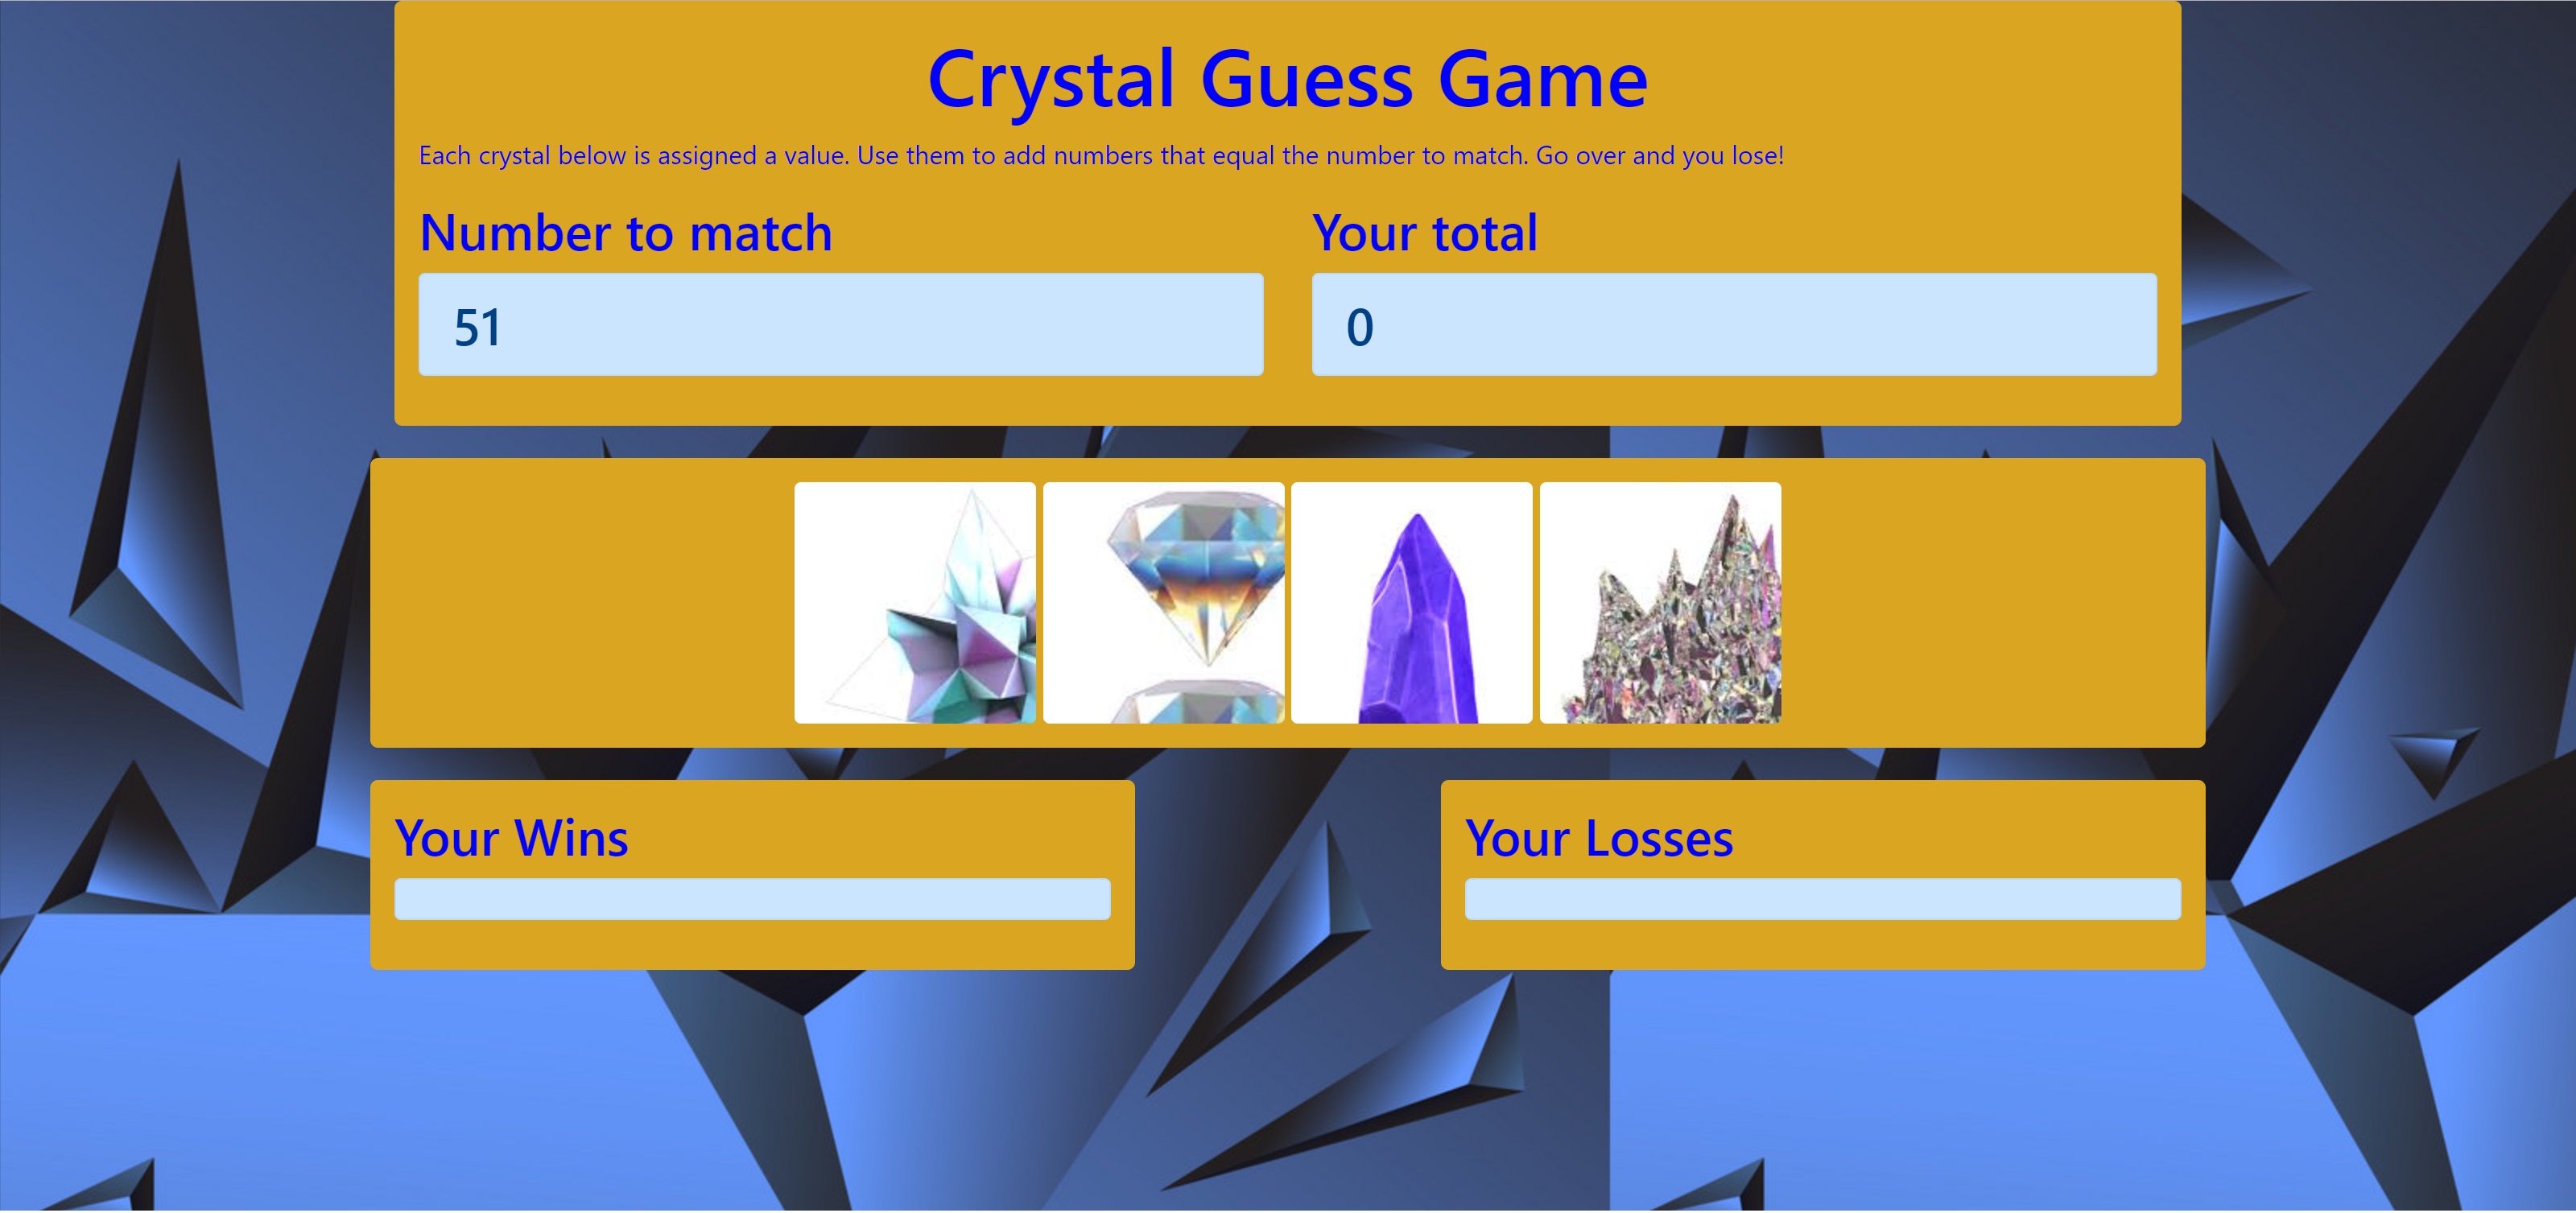 Crystal Guess Game
Each crystal below is assigned a value. Use them to add numbers that equal the number to match. Go over and you lose!
Number to match
Your total
51
0
Your Wins
Your Losses